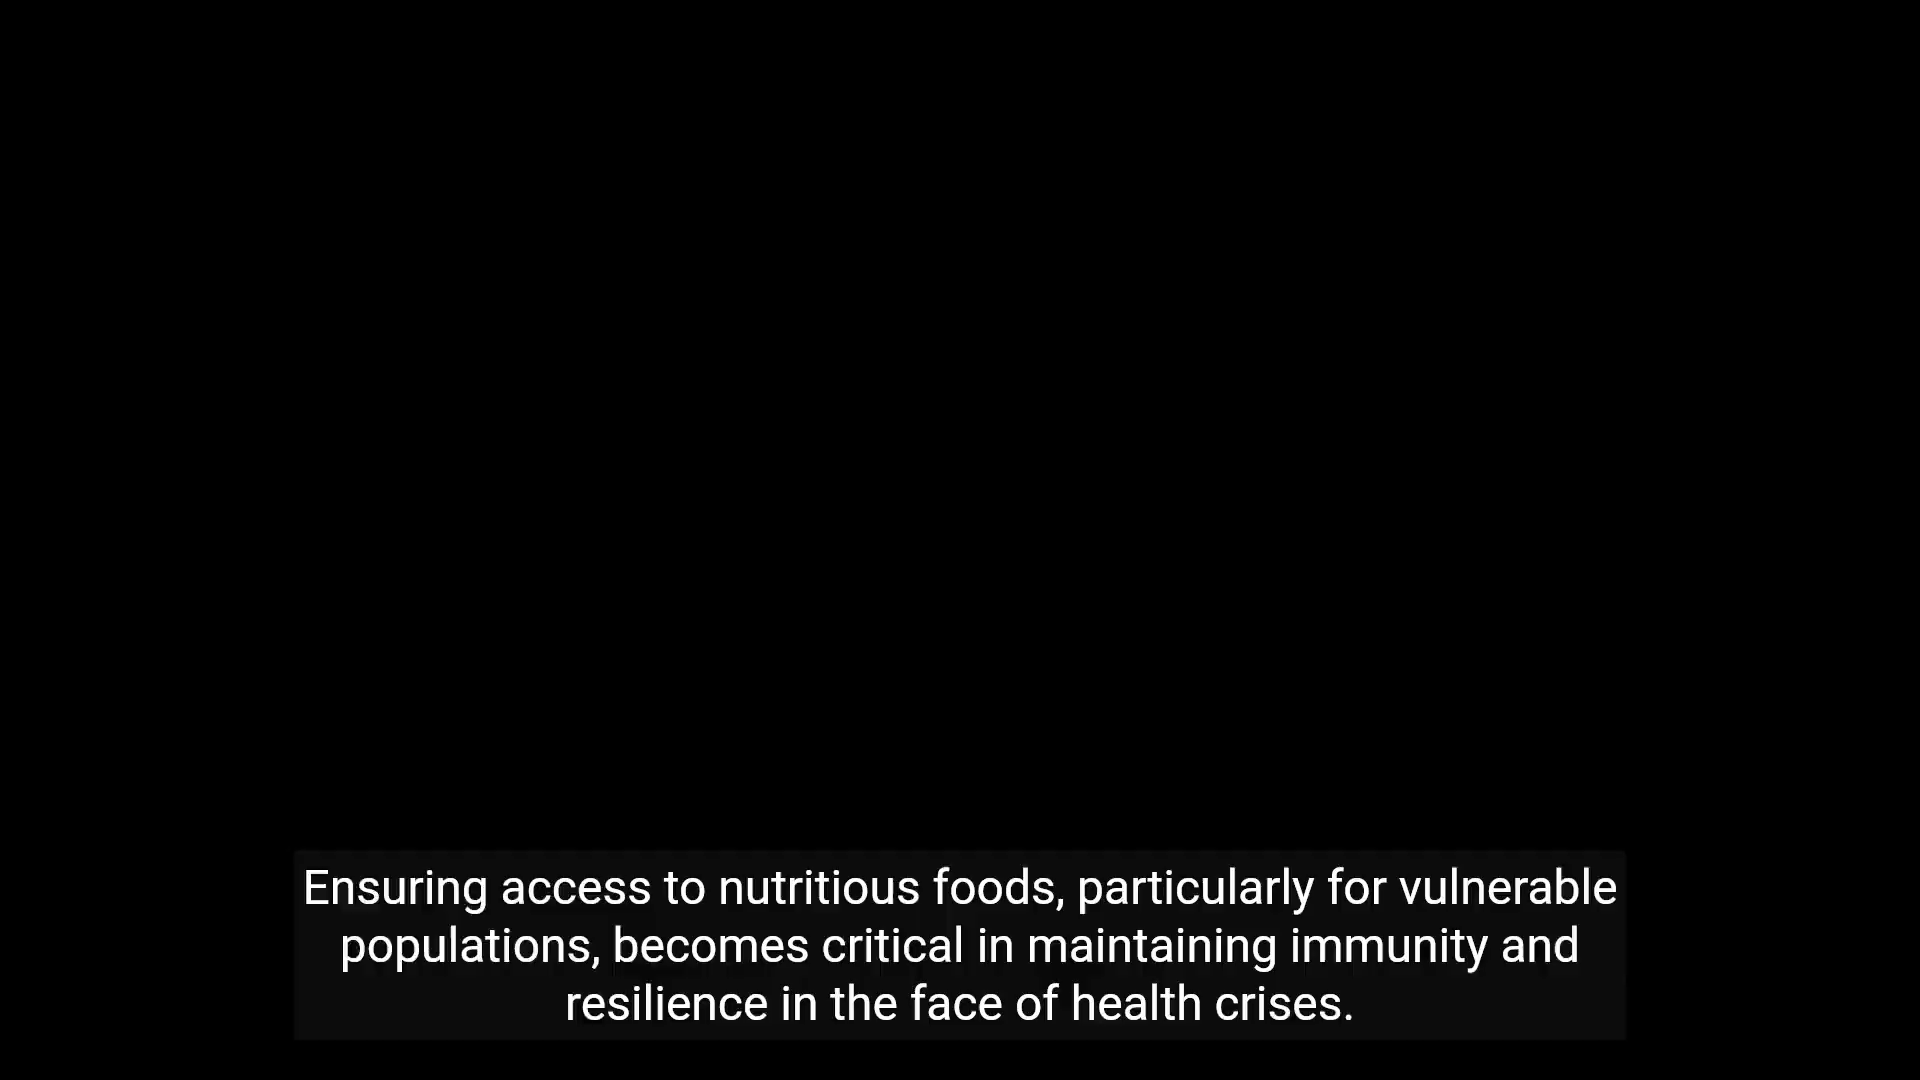 Ensuring access to nutritious foods, particularly for vulnerable
populations, becomes critical in maintaining immunity and
resilience in the face of health crises.